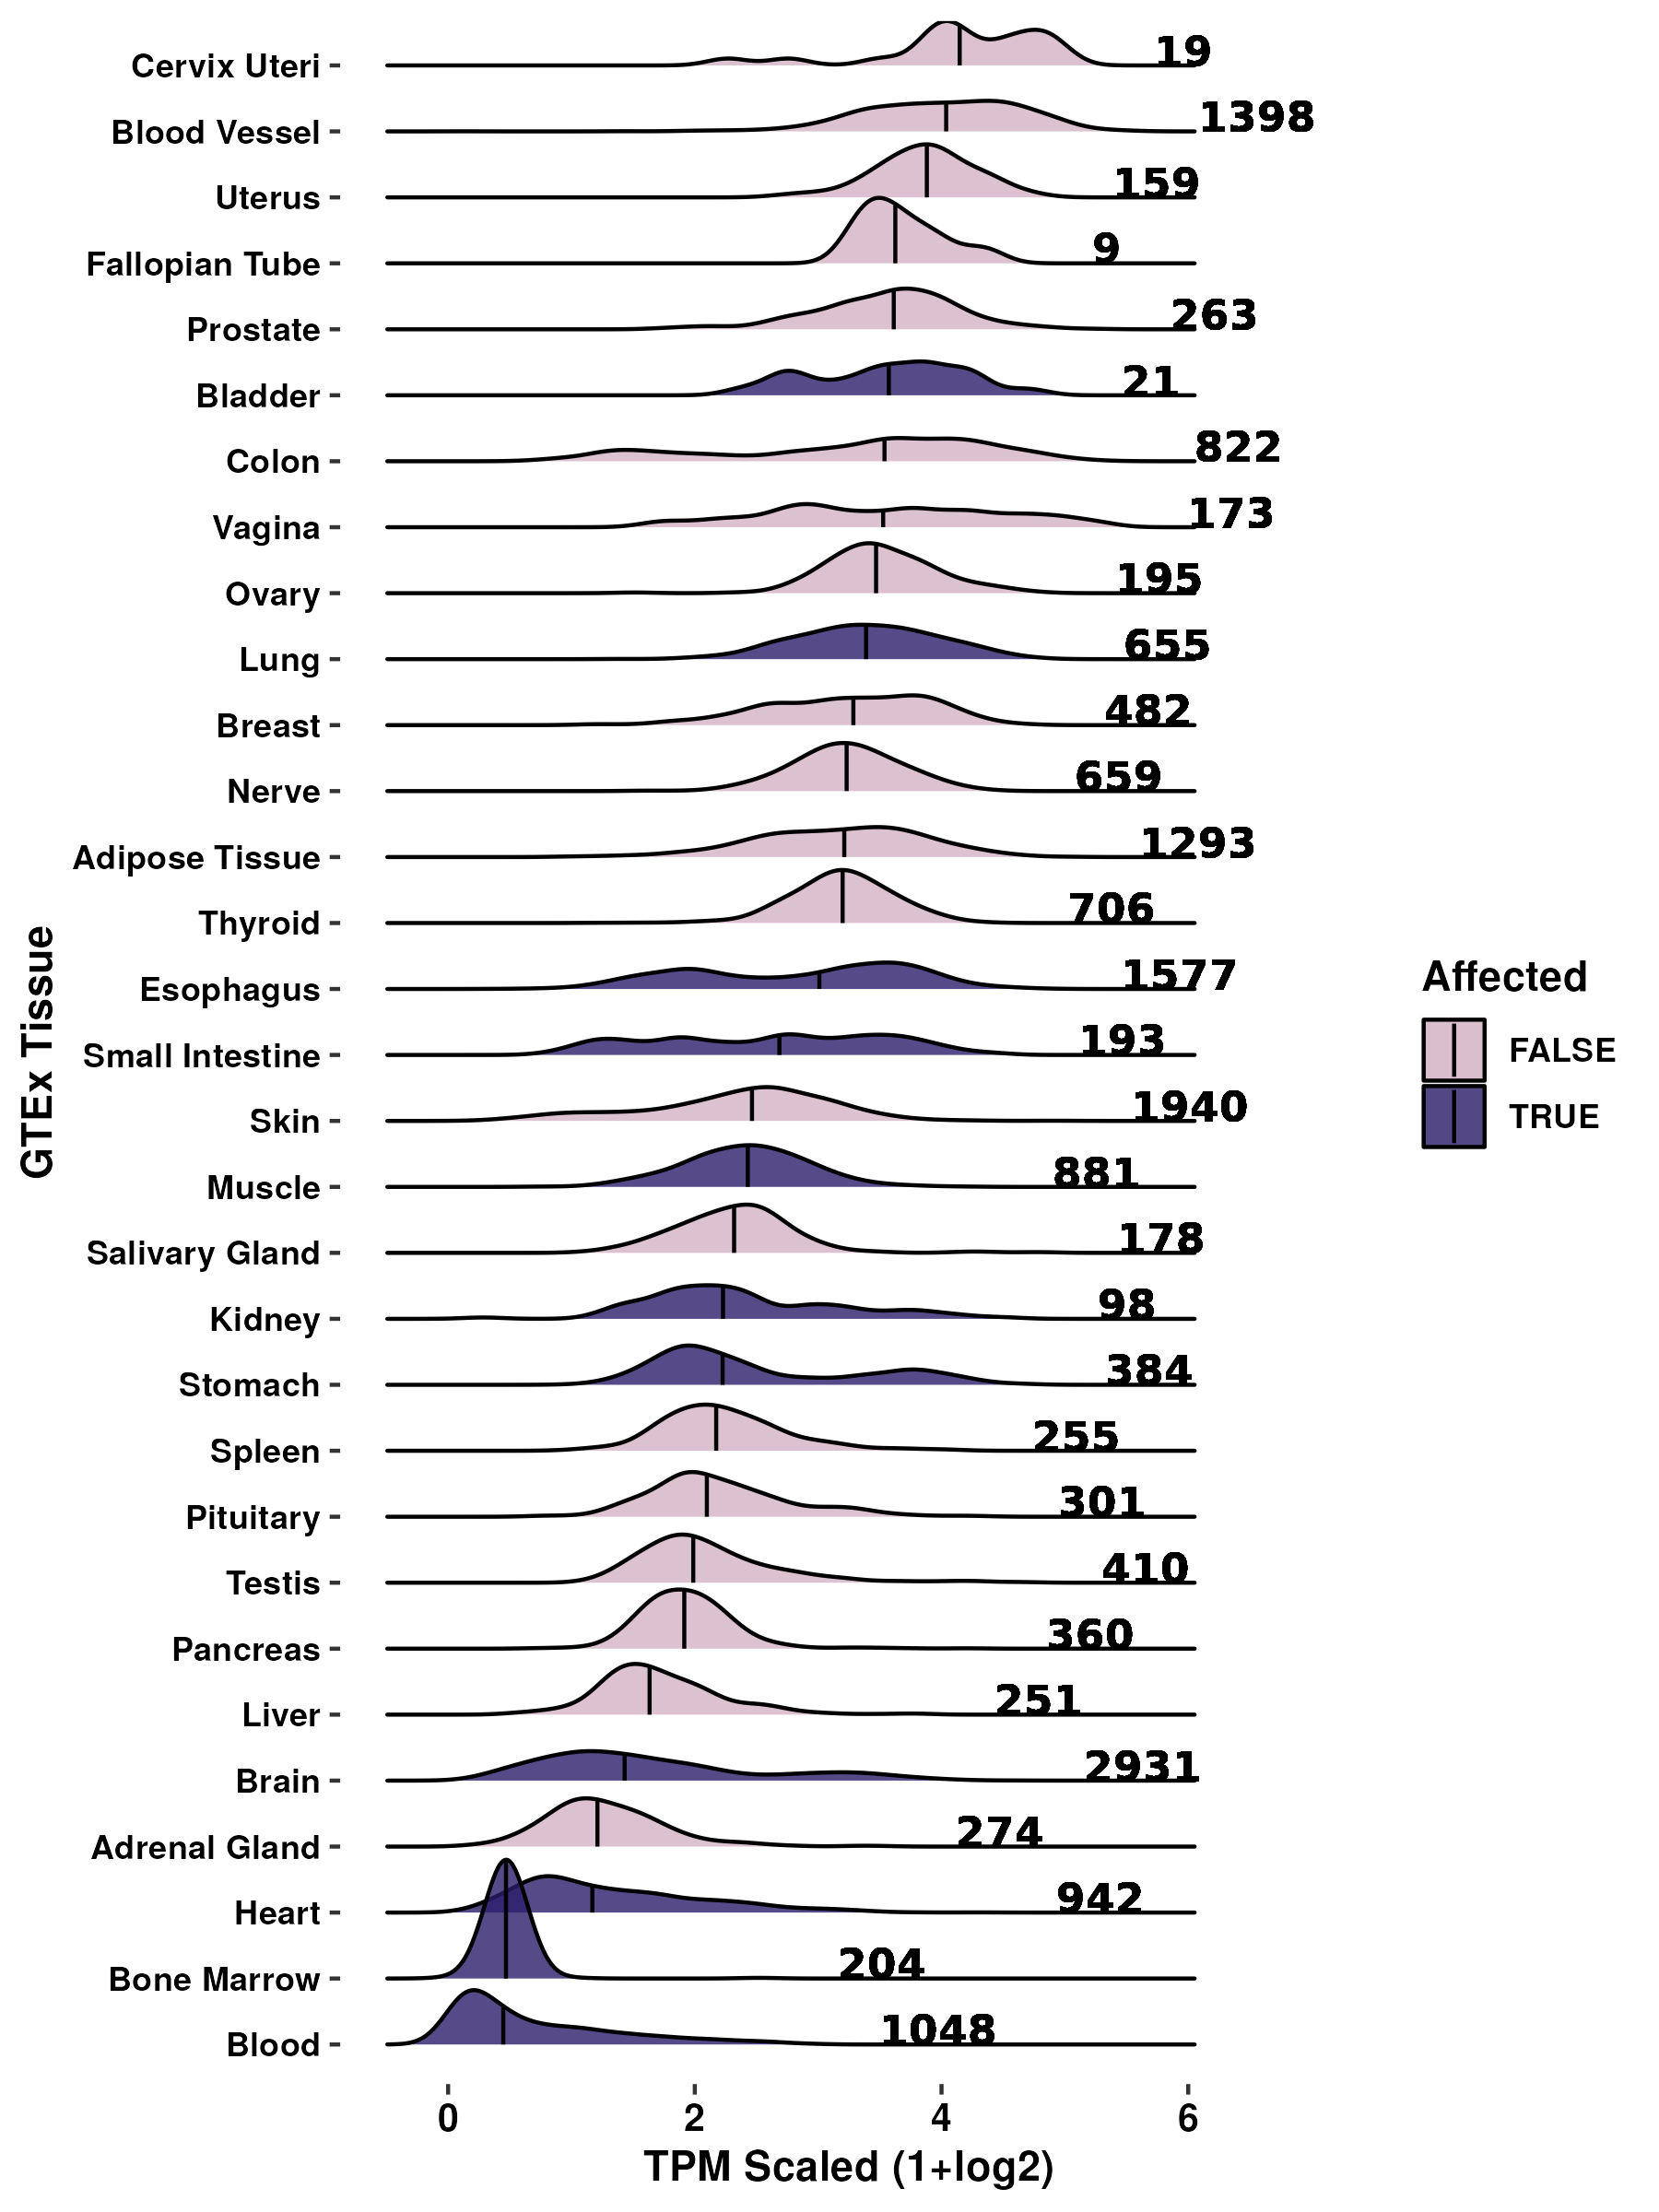 Cervix Uteri 19
Blood Vessel 1398
Uterus 159
Fallopian Tube 9
Prostate 263
Bladder 21
Colon 822
Vagina 173
Ovary 195
Lung 655
Breast 482
Nerve 659
Adipose Tissue 1293
Thyroid 706
Esophagus 1577
Small Intestine 193
Skin 1940
Muscle 881
Salivary Gland 178
Kidney 98
Stomach 384
Spleen 255
Pituitary 301
Testis 410
Pancreas 360
Liver 251
Brain 2931
Adrenal Gland 274
Heart 942
Bone Marrow 204
Blood 1048
0 2 4 6
TPM Scaled (1+log2)
GTEx Tissue
Affected
FALSE
TRUE